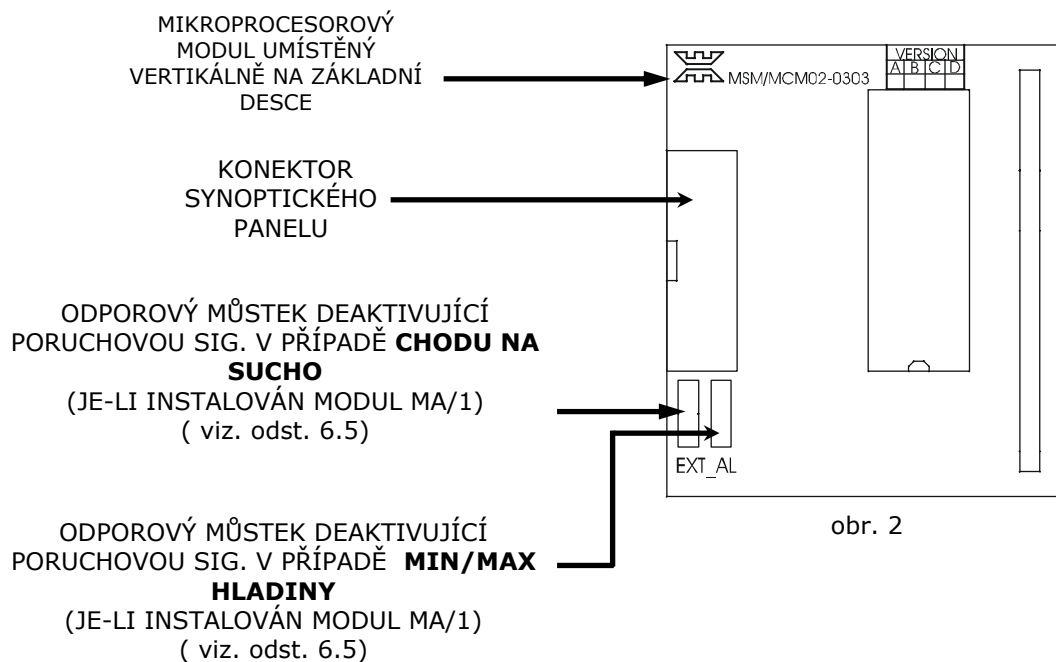 MIKROPROCESOROVÝ
MODUL UMÍSTĚNÝ
VERTIKÁLNĚ NA ZÁKLADNÍ
DESCE
KONEKTOR
SYNOPTICKÉHO
PANELU
ODPOROVÝ MŮSTEK DEAKTIVUJÍCÍ
PORUCHOVOU SIG. V PŘÍPADĚ CHODU NA
SUCHO
(JE-LI INSTALOVÁN MODUL MA/1)
( viz. odst. 6.5)
ODPOROVÝ MŮSTEK DEAKTIVUJÍCÍ
PORUCHOVOU SIG. V PŘÍPADĚ MIN/MAX
HLADINY
(JE-LI INSTALOVÁN MODUL MA/1)
( viz. odst. 6.5)
MSM/MCM02-0303
VERSION
A B C D
EXT_AL
obr. 2